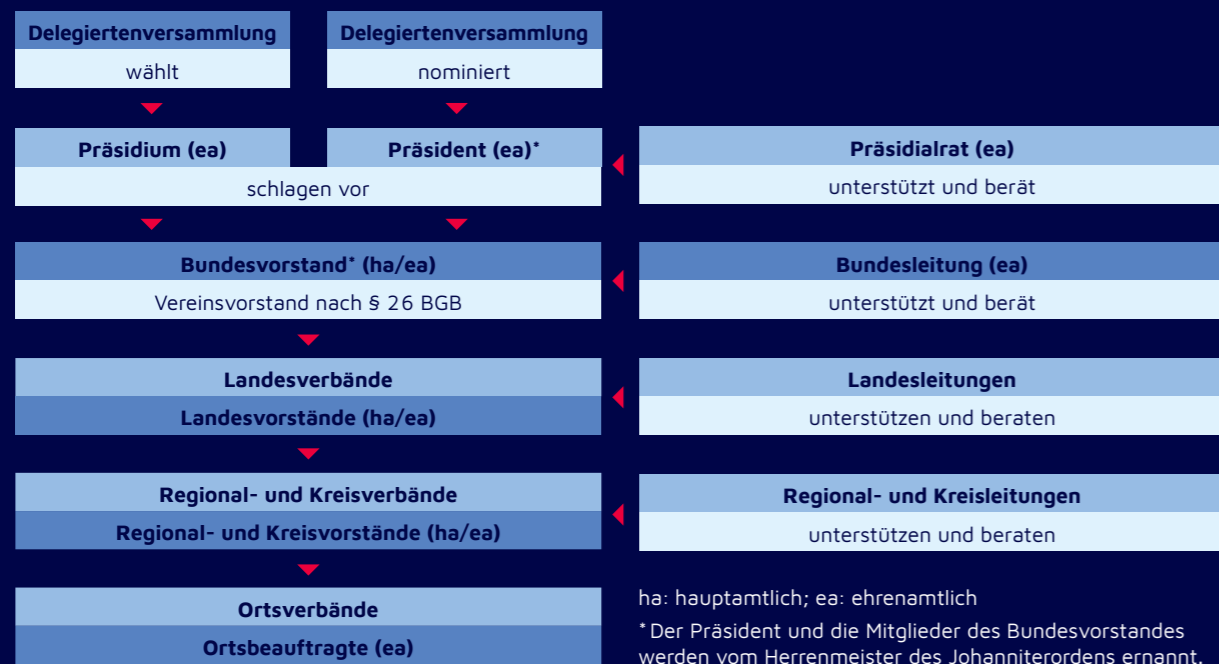 Delegiertenversammlung
wählt
Delegiertenversammlung
nominiert
Präsidium (ea)
Präsident (ea)*
schlagen vor
Präsidialrat (ea)
unterstützt und berät
Bundesvorstand* (ha/ea)
Vereinsvorstand nach § 26 BGB
Bundesleitung (ea)
unterstützt und berät
Landesverbände
Landesvorstände (ha/ea)
Landesleitungen
unterstützen und beraten
Regional- und Kreisverbände
Regional- und Kreisvorstände (ha/ea)
Regional- und Kreisleitungen
unterstützen und beraten
Ortsverbände
Ortsbeauftragte (ea)
ha: hauptamtlich; ea: ehrenamtlich
* Der Präsident und die Mitglieder des Bundesvorstandes
werden vom Herrenmeister des Johanniterordens ernannt.